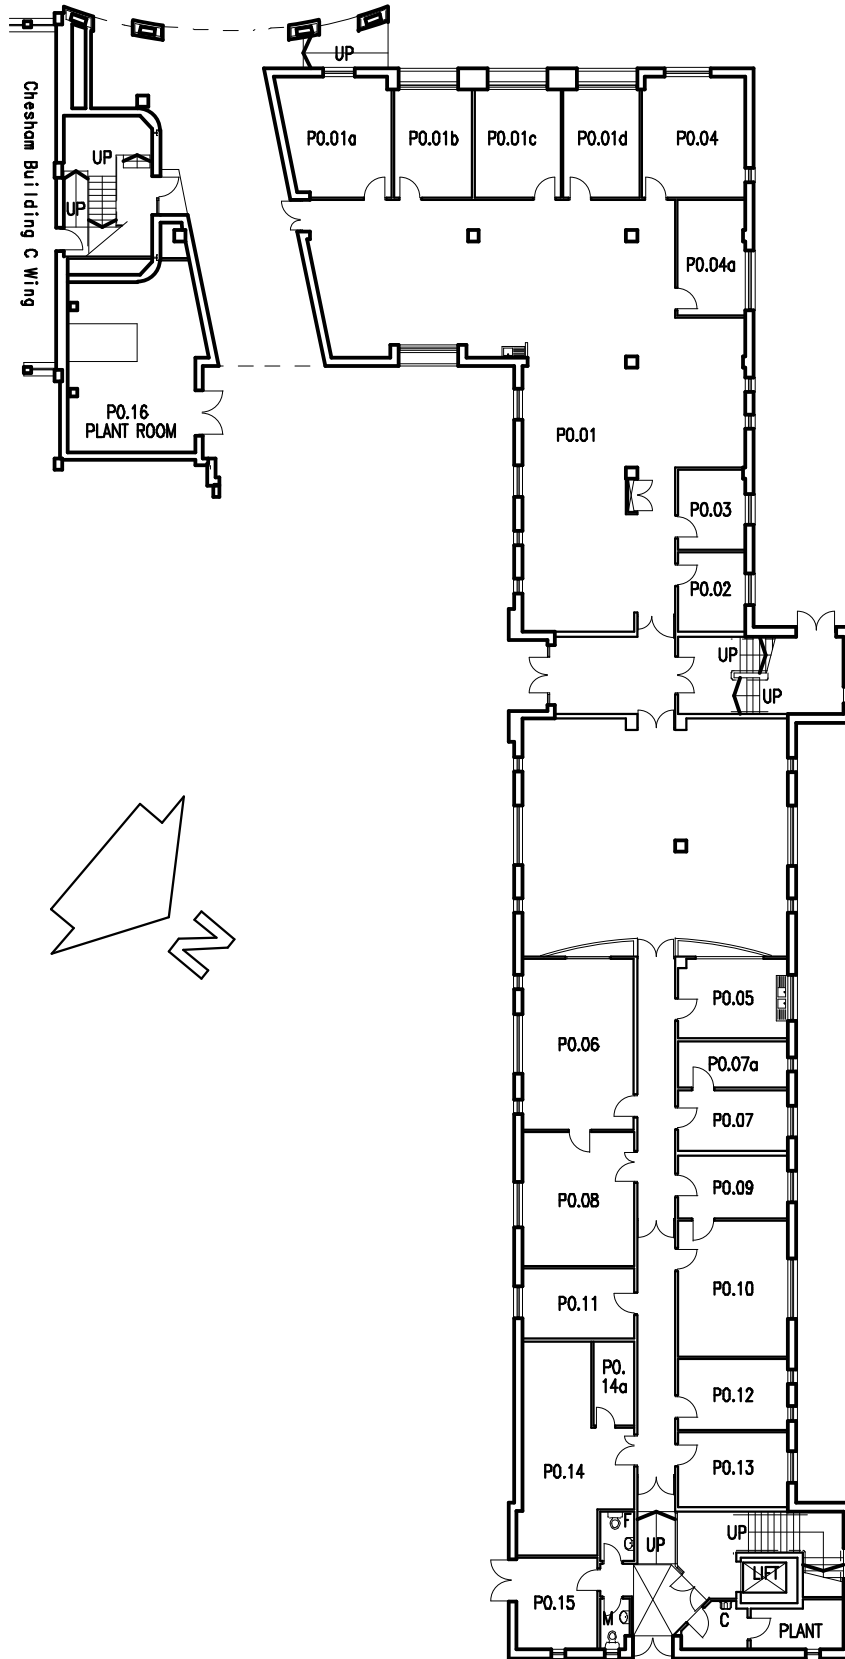 UP
P0.01a
P0.01b
P0.01c
P0.01d
P0.04
Chesham Building C Wing
UP
UP
P0.04a
P0.16
PLANT ROOM
P0.01
P0.03
P0.02
UP
UP
N
P0.05
P0.06
P0.07a
P0.07
P0.09
P0.08
P0.10
P0.11
P0.
14a
P0.12
P0.14
P0.13
F
UP
UP
LIFT
P0.15
M
C
PLANT